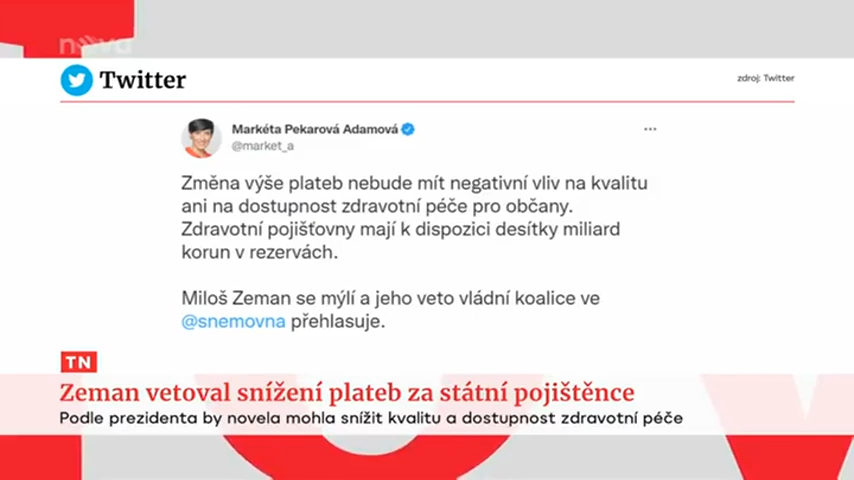 nova
Twitter
zdroj: Twitter
Markéta Pekarová Adamová
@market_a
Změna výše plateb nebude mít negativní vliv na kvalitu
ani na dostupnost zdravotní péče pro občany.
Zdravotní pojišťovny mají k dispozici desítky miliard
korun v rezervách.
Miloš Zeman se mýlí a jeho veto vládní koalice ve
@snemovna přehlasuje.
TN
Zeman vetoval snížení plateb za státní pojištěnce
Podle prezidenta by novela mohla snížit kvalitu a dostupnost zdravotní péče